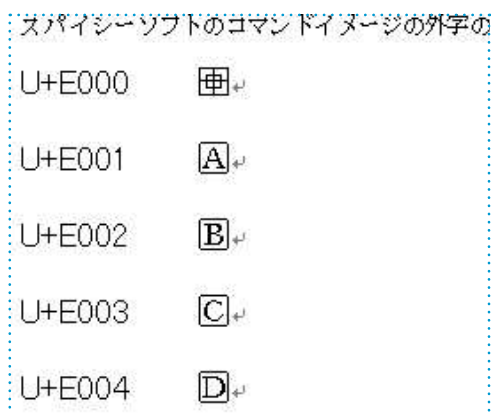 スパイシーソフトのコマンドイメージの外字の
U+E000 ↵
U+E001 A↵
U+E002 B↵
U+E003 C↵
U+E004 D↵